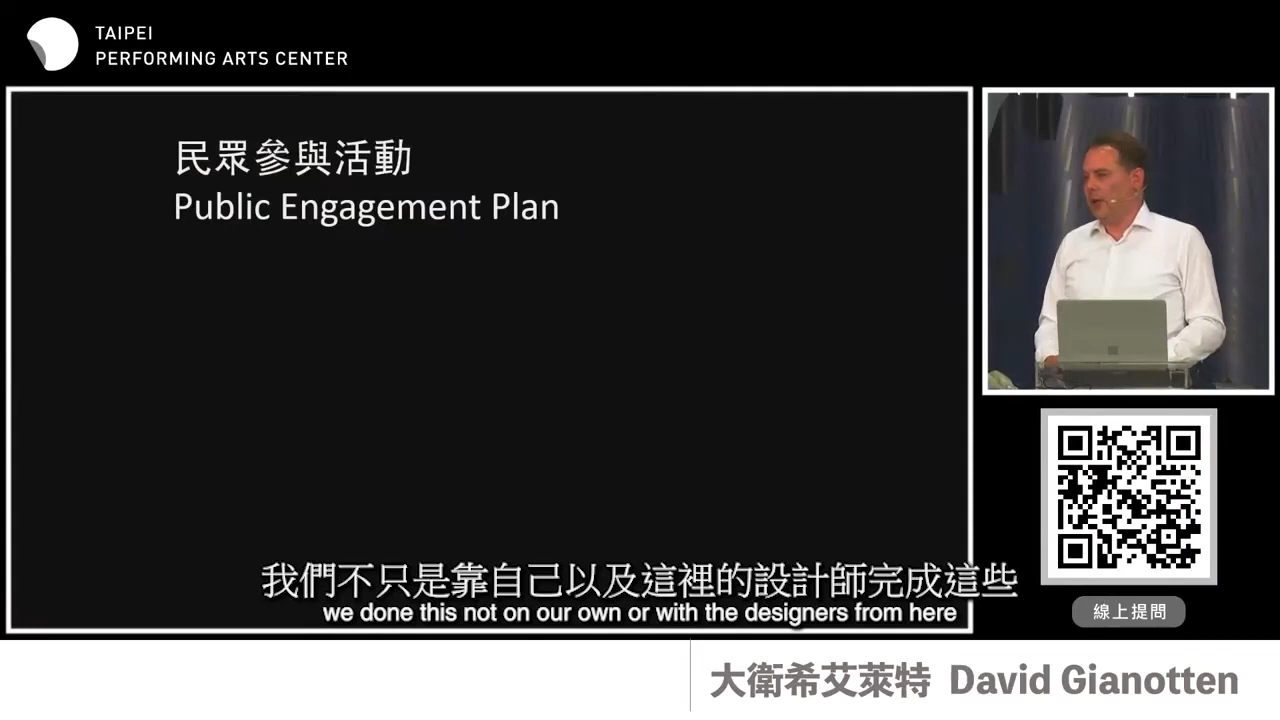 TAIPEI
PERFORMING ARTS CENTER
民眾參與活動
Public Engagement Plan
我們不只是靠自己以及這裡的設計師完成這些
we done this not on our own or with the designers from here
線上提問
大衛希艾萊特 David Gianotten